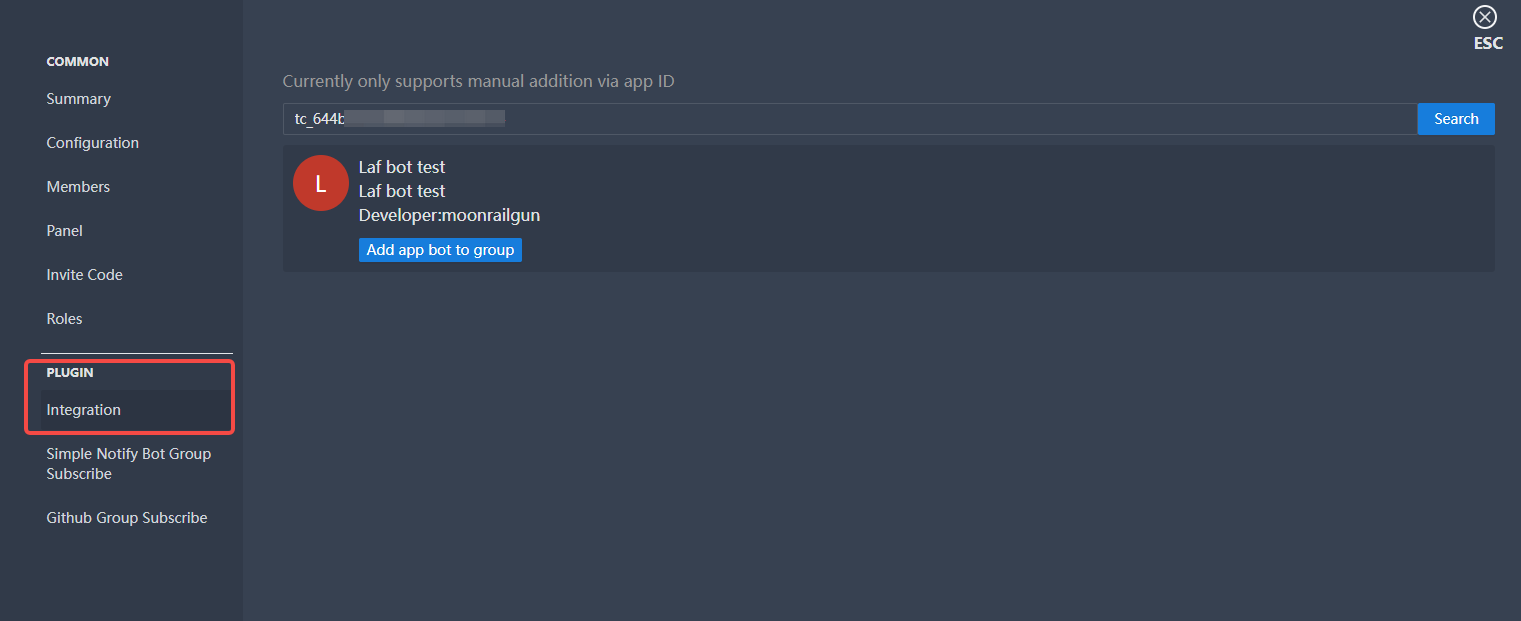 ESC
COMMON
Summary
Configuration
Members
Panel
Invite Code
Roles
PLUGIN
Integration
Simple Notify Bot Group
Subscribe
Github Group Subscribe
Currently only supports manual addition via app ID
tc_644b
Search
L
Laf bot test
Laf bot test
Developer:moonrailgun
Add app bot to group